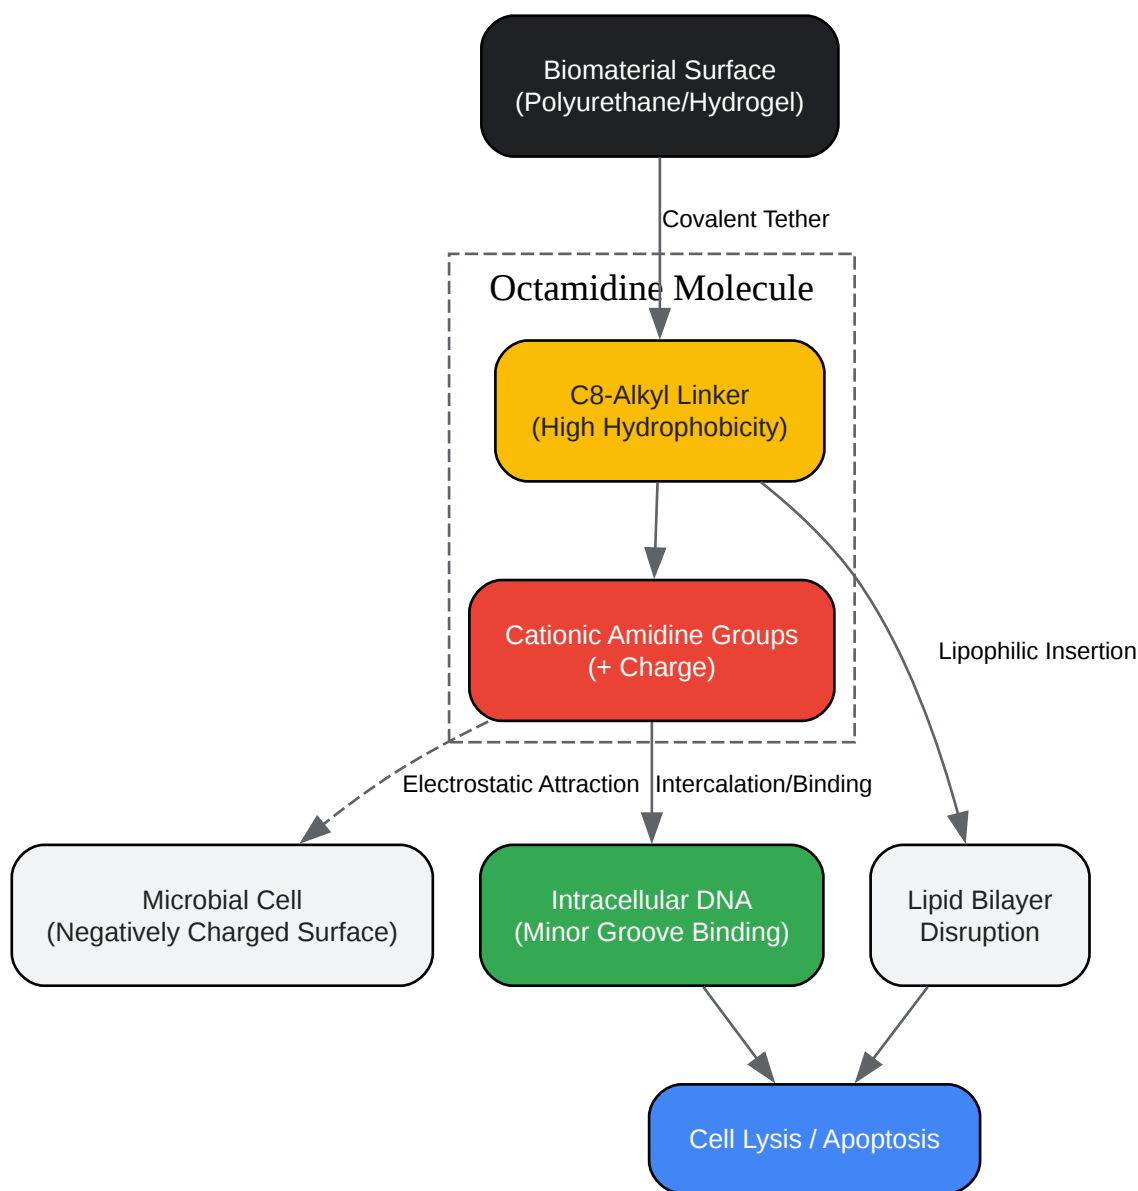 Biomaterial Surface
(Polyurethane/Hydrogel)
Covalent Tether
Octamidine Molecule
C8-Alkyl Linker
(High Hydrophobicity)
Cationic Amidine Groups
(+ Charge)
Lipophilic Insertion
Electrostatic Attraction
Intercalation/Binding
Microbial Cell
(Negatively Charged Surface)
Intracellular DNA
(Minor Groove Binding)
Lipid Bilayer
Disruption
Cell Lysis / Apoptosis